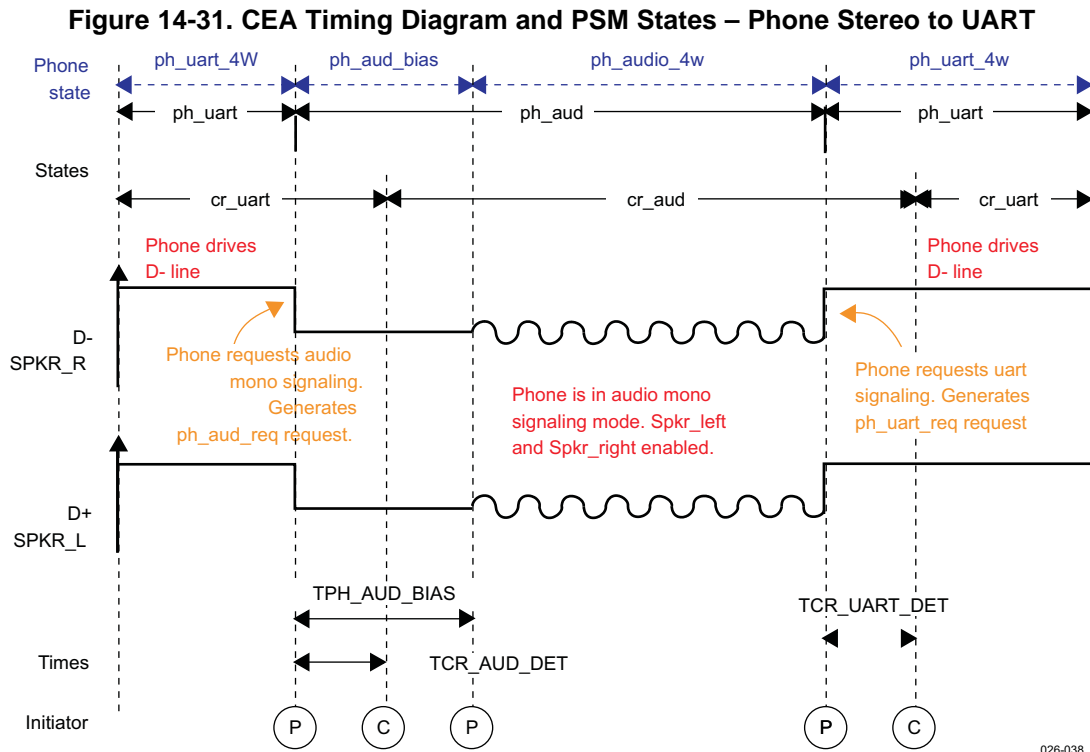 Figure 14-31. CEA Timing Diagram and PSM States – Phone Stereo to UART
Phone
state
ph_uart_4W
ph_aud_bias
ph_audio_4w
ph_uart_4w
ph_uart
ph_aud
ph_uart
States
cr_uart
cr_aud
cr_uart
Phone drives
D- line
Phone drives
D- line
D-
SPKR_R
Phone requests audio
mono signaling.
Generates
ph_aud_req request.
Phone is in audio mono
signaling mode. Spkr_left
and Spkr_right enabled.
Phone requests uart
signaling. Generates
ph_uart_req request
D+
SPKR_L
TPH_AUD_BIAS
TCR_UART_DET
Times
TCR_AUD_DET
Initiator
P
C
P
P
C
026-038